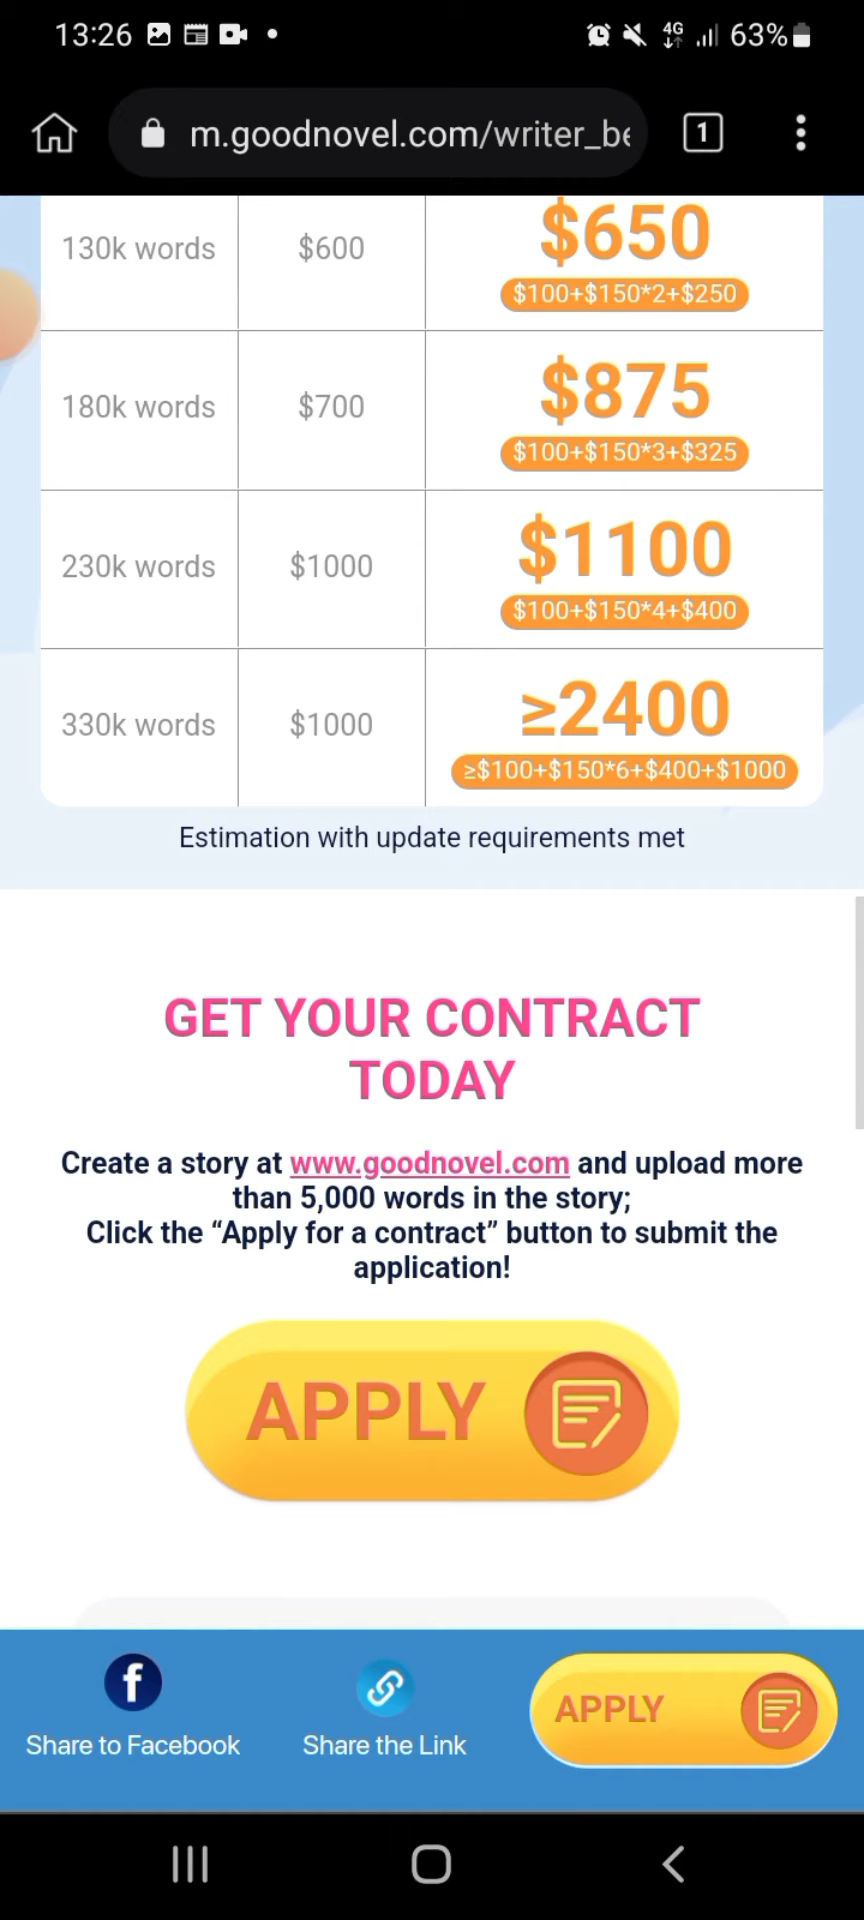 13:26
4G 63%
m.goodnovel.com/writer_be
1
130k words $600 $650
$100+$150*2+$250
180k words $700 $875
$100+$150*3+$325
230k words $1000 $1100
$100+$150*4+$400
330k words $1000 ≥2400
≥$100+$150*6+$400+$1000
Estimation with update requirements met
GET YOUR CONTRACT
TODAY
Create a story at www.goodnovel.com and upload more
than 5,000 words in the story;
Click the “Apply for a contract” button to submit the
application!
APPLY
APPLY
Share to Facebook
Share the Link